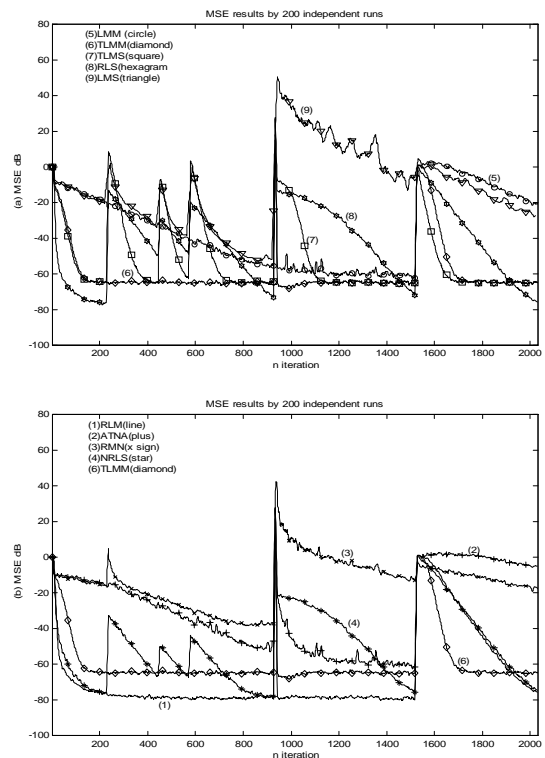 MSE results by 200 independent runs
80
60
40
20
0
-20
-40
-60
-80
-100
(a) MSE dB
(5)LMM (circle)
(6)TLMM(diamond)
(7)TLMS(square)
(8)RLS(hexagram
(9)LMS(triangle)
(9)
(5)
(8)
(7)
(6)
200 400 600 800 1000 1200 1400 1600 1800 2000
n iteration
MSE results by 200 independent runs
80
60
40
20
0
-20
-40
-60
-80
-100
(b) MSE dB
(1)RLM(line)
(2)ATNA(plus)
(3)RMN(x sign)
(4)NRLS(star)
(6)TLMM(diamond)
(3)
(2)
(4)
(6)
(1)
200 400 600 800 1000 1200 1400 1600 1800 2000
n iteration